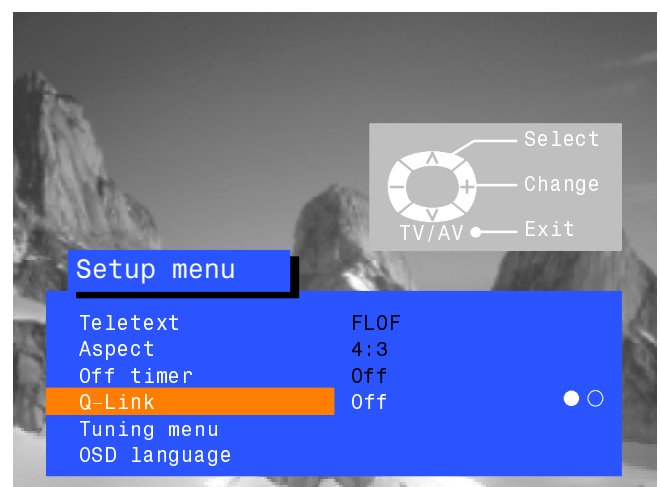 Select
Change
TV/AV Exit
Setup menu
Teletext FLOF
Aspect 4:3
Off timer Off
Q-Link Off
Tuning menu
OSD language